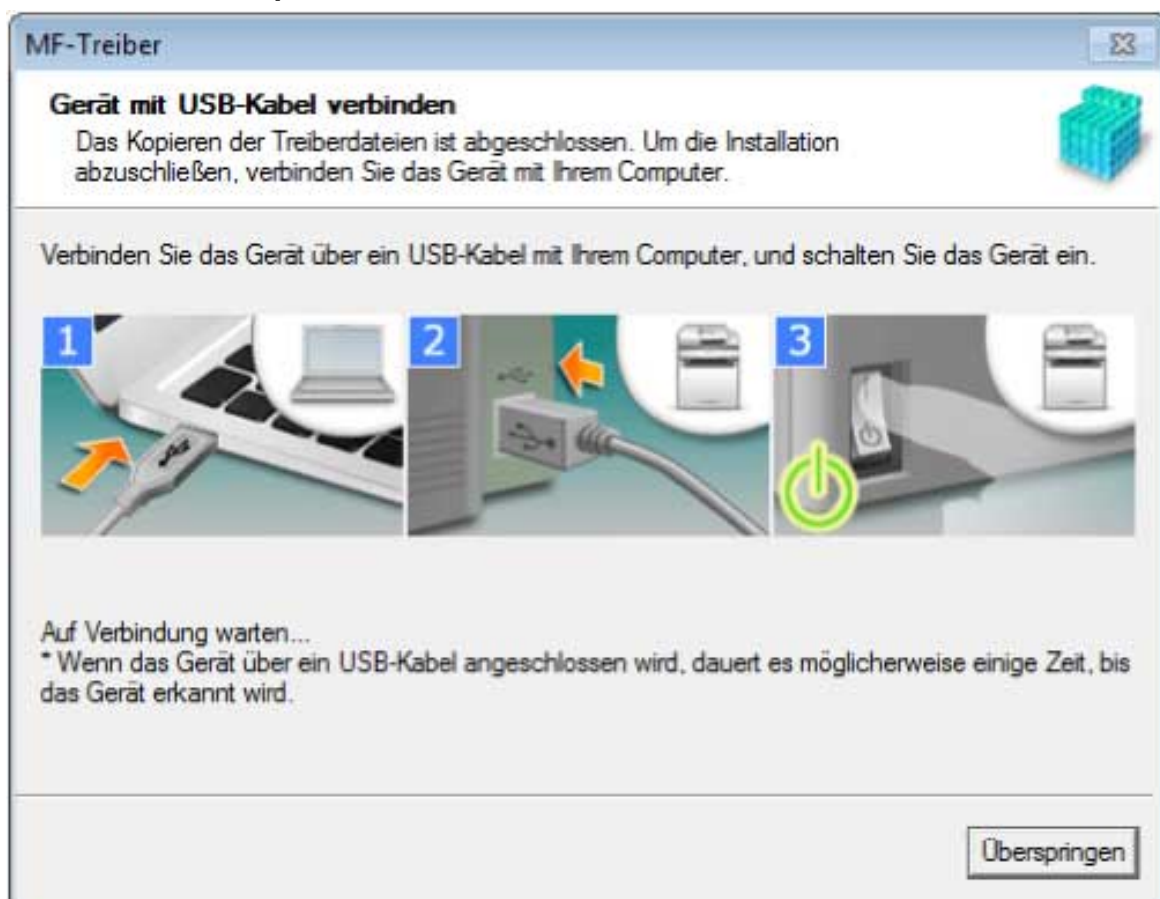 MF-Treiber
Gerät mit USB-Kabel verbinden
Das Kopieren der Treiberdateien ist abgeschlossen. Um die Installation
abzuschließen, verbinden Sie das Gerät mit Ihrem Computer.
Verbinden Sie das Gerät über ein USB-Kabel mit Ihrem Computer, und schalten Sie das Gerät ein.
1
2
3
Auf Verbindung warten...
* Wenn das Gerät über ein USB-Kabel angeschlossen wird, dauert es möglicherweise einige Zeit, bis
das Gerät erkannt wird.
Überspringen